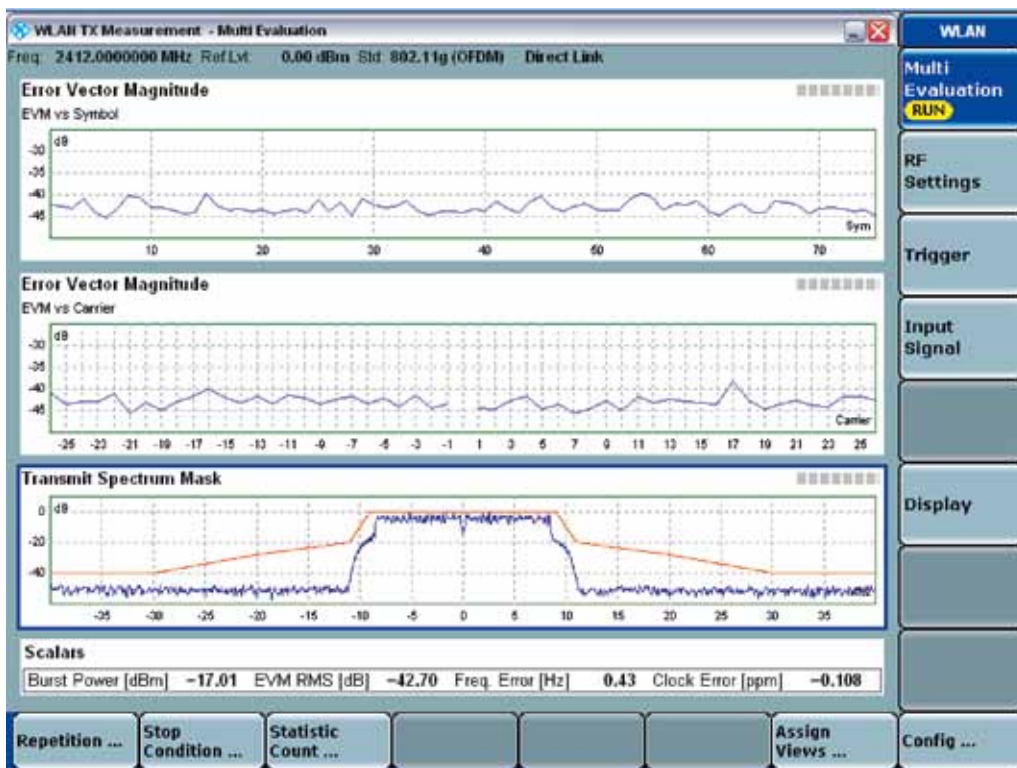 WLAN TX Measurement - Multi Evaluation
WLAN
Freq: 2412.0000000 MHz Ref.Lvl: 0.00 dBm Std: 802.11g (OFDM) Direct Link
Multi
Evaluation
RUN
Error Vector Magnitude
EVM vs Symbol
dB
-30
-35
-40
-45
Sym
10 20 30 40 50 60 70
RF
Settings
Trigger
Error Vector Magnitude
EVM vs Carrier
dB
-30
-35
-40
-45
Carrier
-25 -23 -21 -19 -17 -15 -13 -11 -9 -7 -5 -3 -1 1 3 5 7 9 11 13 15 17 19 21 23 25
Input
Signal
Transmit Spectrum Mask
0 dB
-20
-40
-35 -30 -25 -20 -15 -10 -5 0 5 10 15 20 25 30 35
Display
Scalars
Burst Power [dBm] -17.01 EVM RMS [dB] -42.70 Freq. Error [Hz] 0.43 Clock Error [ppm] -0.108
Repetition ...
Stop
Condition ...
Statistic
Count ...
Assign
Views ...
Config ...